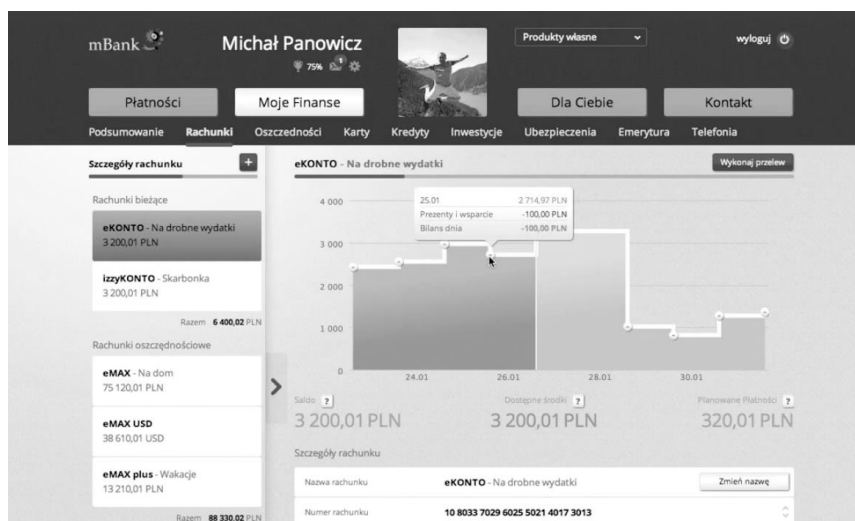 mBank
Michał Panowicz
75%
1
Produkty własne
wyloguj
Płatności
Moje Finanse
Dla Ciebie
Kontakt
Podsumowanie Rachunki Oszczedności Karty Kredyty Inwestycje Ubezpieczenia Emerytura Telefonia
Szczegóły rachunku
+
Rachunki bieżące
eKONTO - Na drobne wydatki
3 200,01 PLN
izzyKONTO - Skarbonka
3 200,01 PLN
Razem 6 400,02 PLN
Rachunki oszczędnościowe
eMAX - Na dom
75 120,01 PLN
eMAX USD
38 610,01 USD
eMAX plus - Wakacje
13 210,01 PLN
Razem 88 330,02 PLN
eKONTO - Na drobne wydatki
Wykonaj przelew
25.01 2 714,97 PLN
Prezenty i wsparcie -100,00 PLN
Bilans dnia -100,00 PLN
4 000
3 000
2 000
1 000
0
24.01 26.01 28.01 30.01
Saldo ?
3 200,01 PLN
Dostępne środki ?
3 200,01 PLN
Planowane Płatności ?
320,01 PLN
Szczegóły rachunku
Nazwa rachunku eKONTO - Na drobne wydatki Zmień nazwę
Numer rachunku 10 8033 7029 6025 5021 4017 3013